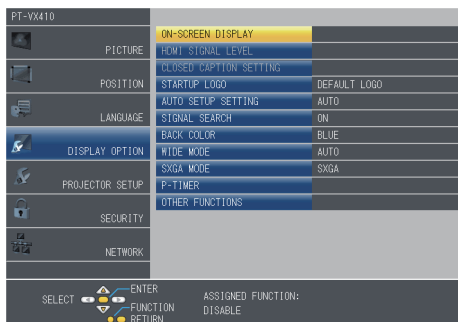 PT-VX410
PICTURE
POSITION
LANGUAGE
DISPLAY OPTION
PROJECTOR SETUP
SECURITY
NETWORK
ON-SCREEN DISPLAY
HDMI SIGNAL LEVEL
CLOSED CAPTION SETTING
STARTUP LOGO DEFAULT LOGO
AUTO SETUP SETTING AUTO
SIGNAL SEARCH ON
BACK COLOR BLUE
WIDE MODE AUTO
SXGA MODE SXGA
P-TIMER
OTHER FUNCTIONS
SELECT
ENTER
FUNCTION
RETURN
ASSIGNED FUNCTION:
DISABLE